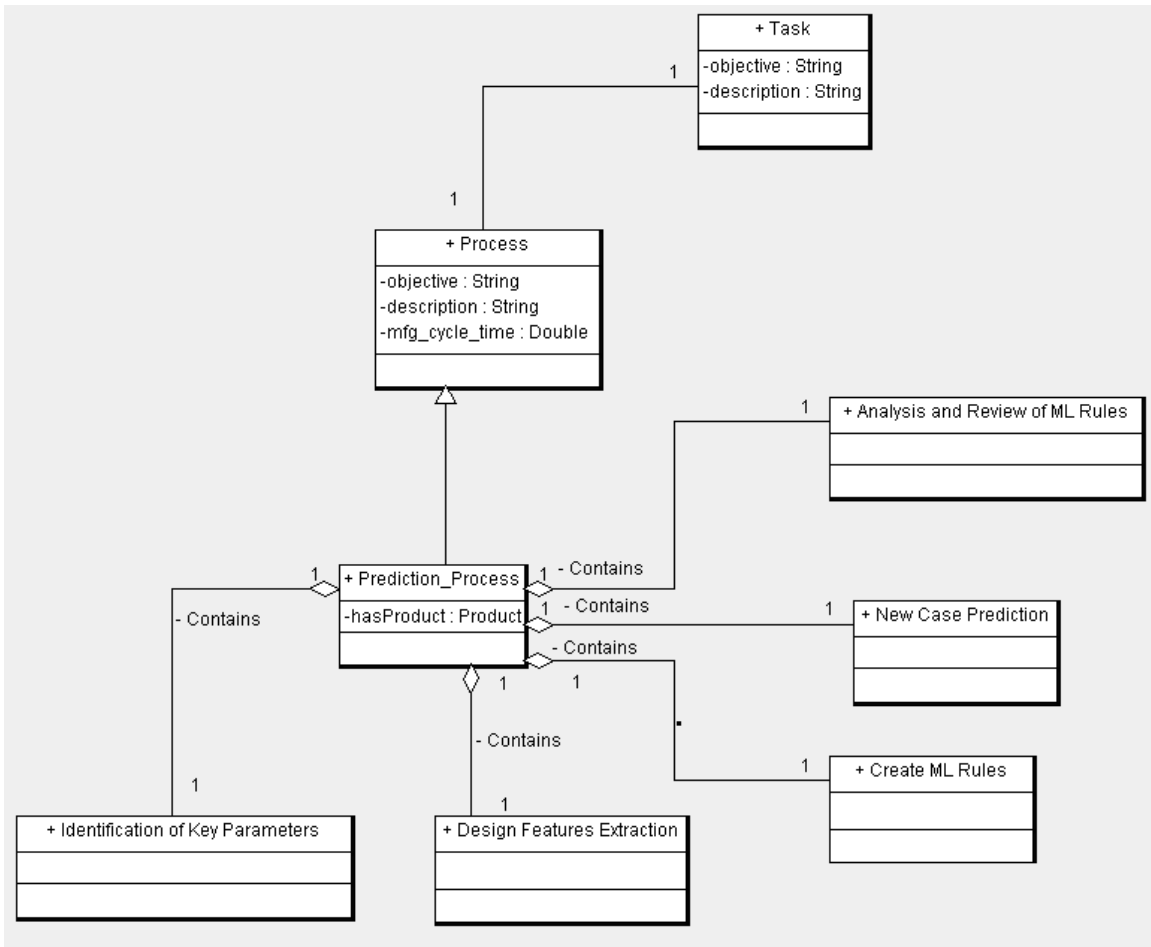 + Task
-objective : String
-description : String
1
1
+ Process
-objective : String
-description : String
-mfg_cycle_time : Double
1
+ Analysis and Review of ML Rules
1
+ Prediction_Process
-hasProduct : Product
1
- Contains
1
- Contains
1
+ New Case Prediction
- Contains
1
- Contains
1
- Contains
1
+ Create ML Rules
1
+ Identification of Key Parameters
1
+ Design Features Extraction